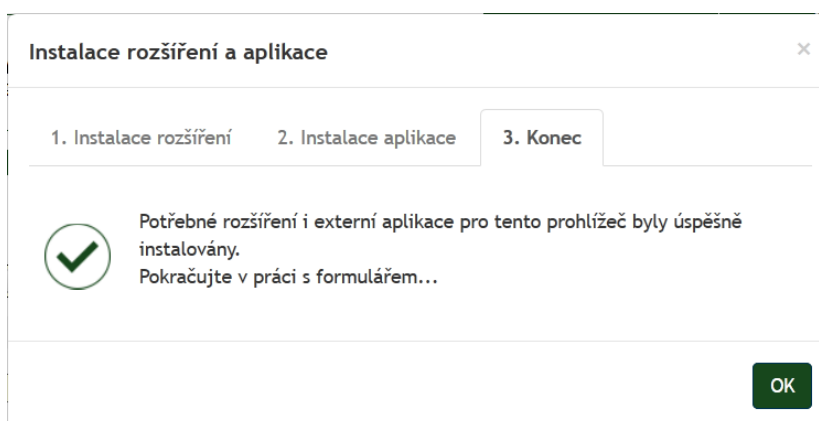 Instalace rozšíření a aplikace
×
1. Instalace rozšíření 2. Instalace aplikace 3. Konec
Potřebné rozšíření i externí aplikace pro tento prohlížeč byly úspěšně
instalovány.
Pokračujte v práci s formulářem...
OK